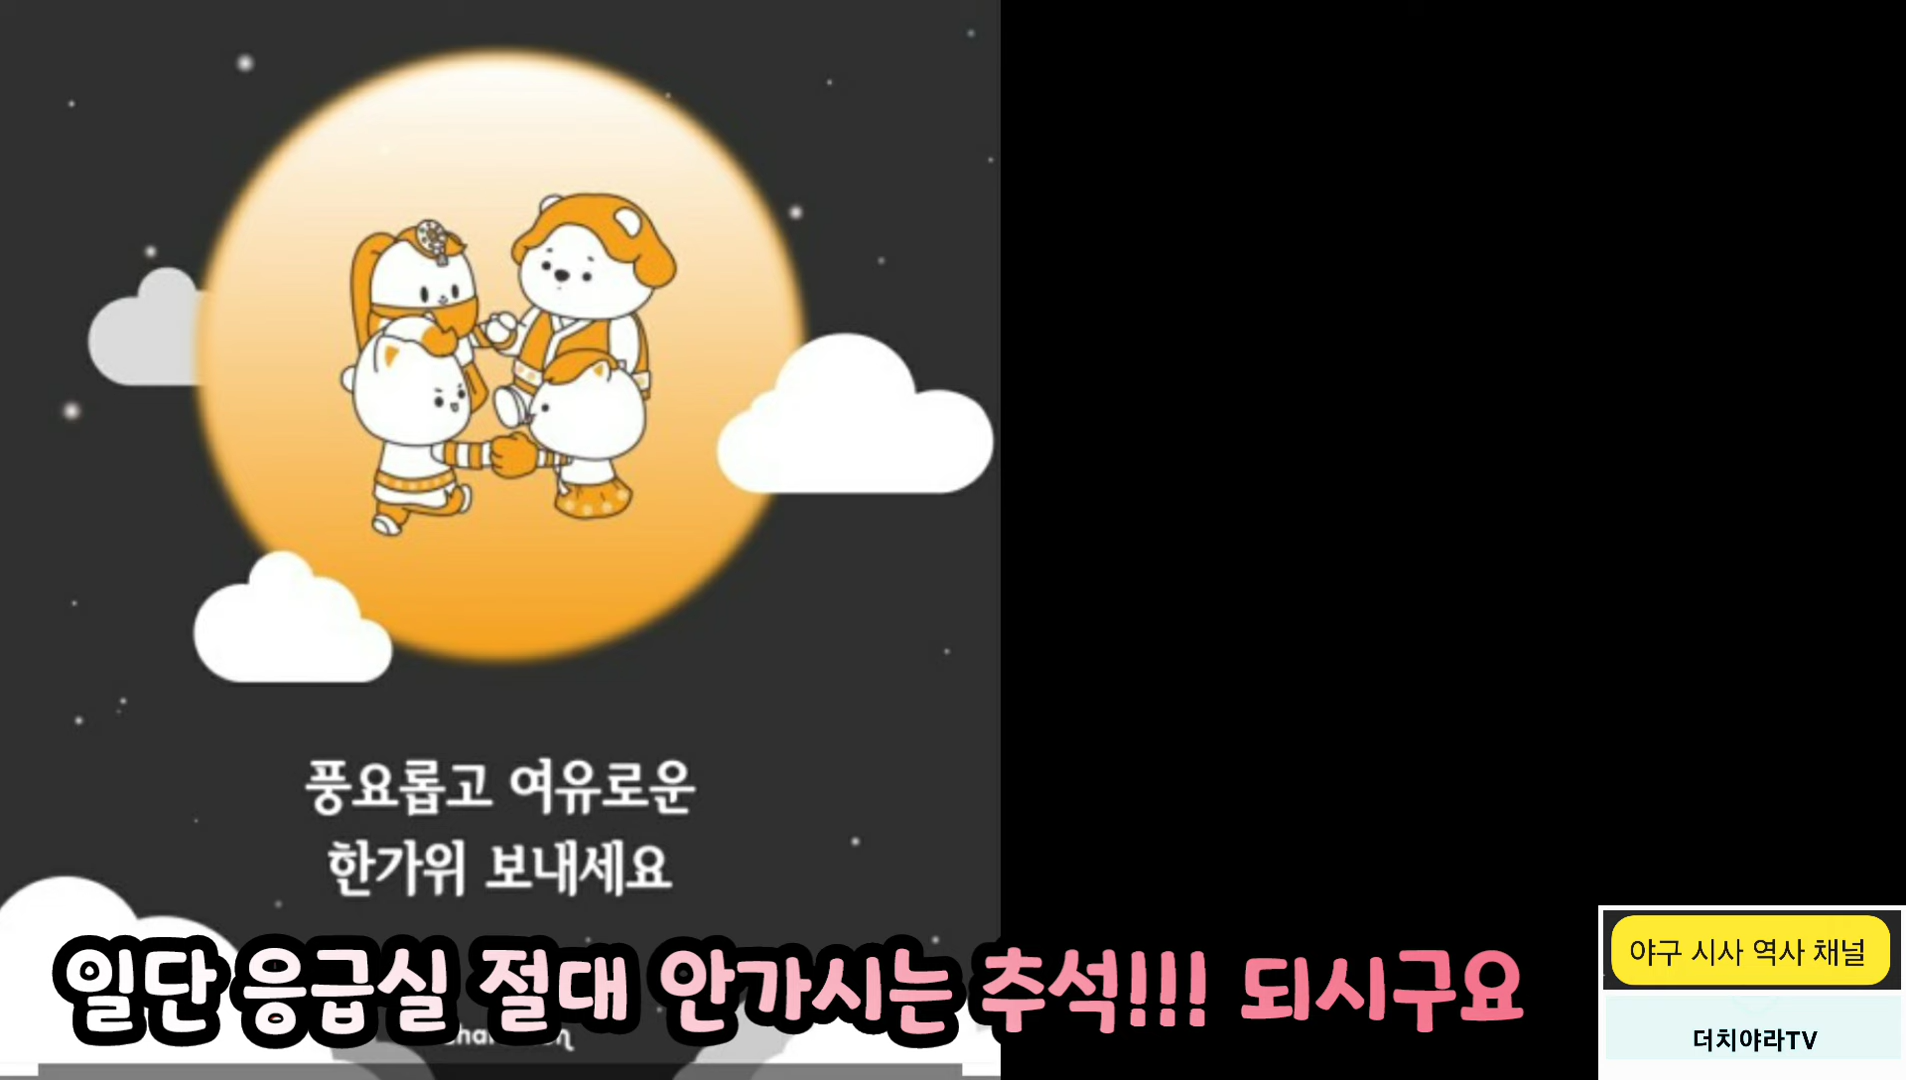 풍요롭고 여유로운
한가위 보내세요
일단 응급실 절대 안가시는 추석!!! 되시구요
야구 시사 역사 채널
더치야라TV